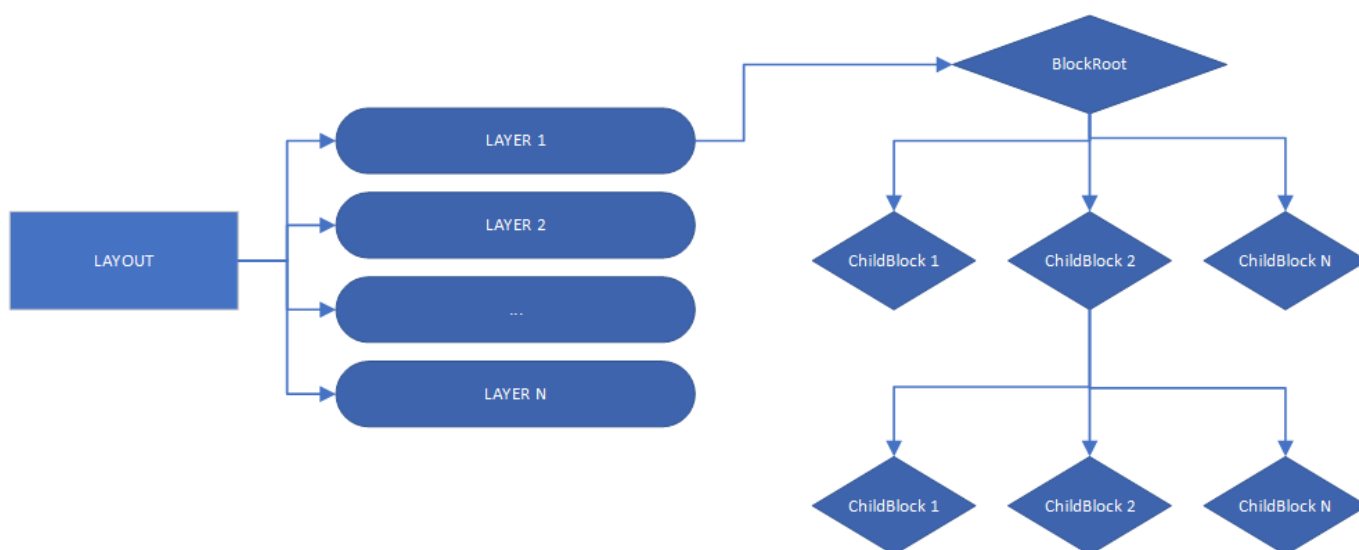 BlockRoot
LAYER 1
LAYER 2
LAYOUT
...
LAYER N
ChildBlock 1
ChildBlock 2
ChildBlock N
ChildBlock 1
ChildBlock 2
ChildBlock N